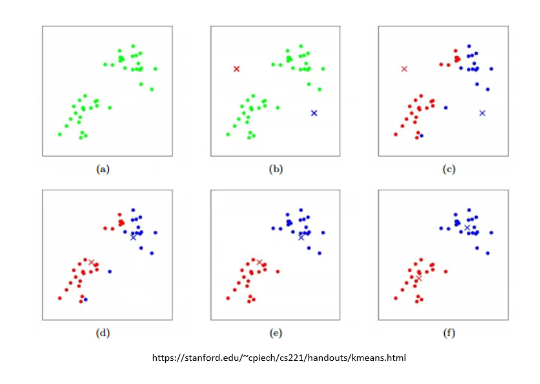 (a) (b) (c)
(d) (e) (f)
https://stanford.edu/~cpiech/cs221/handouts/kmeans.html